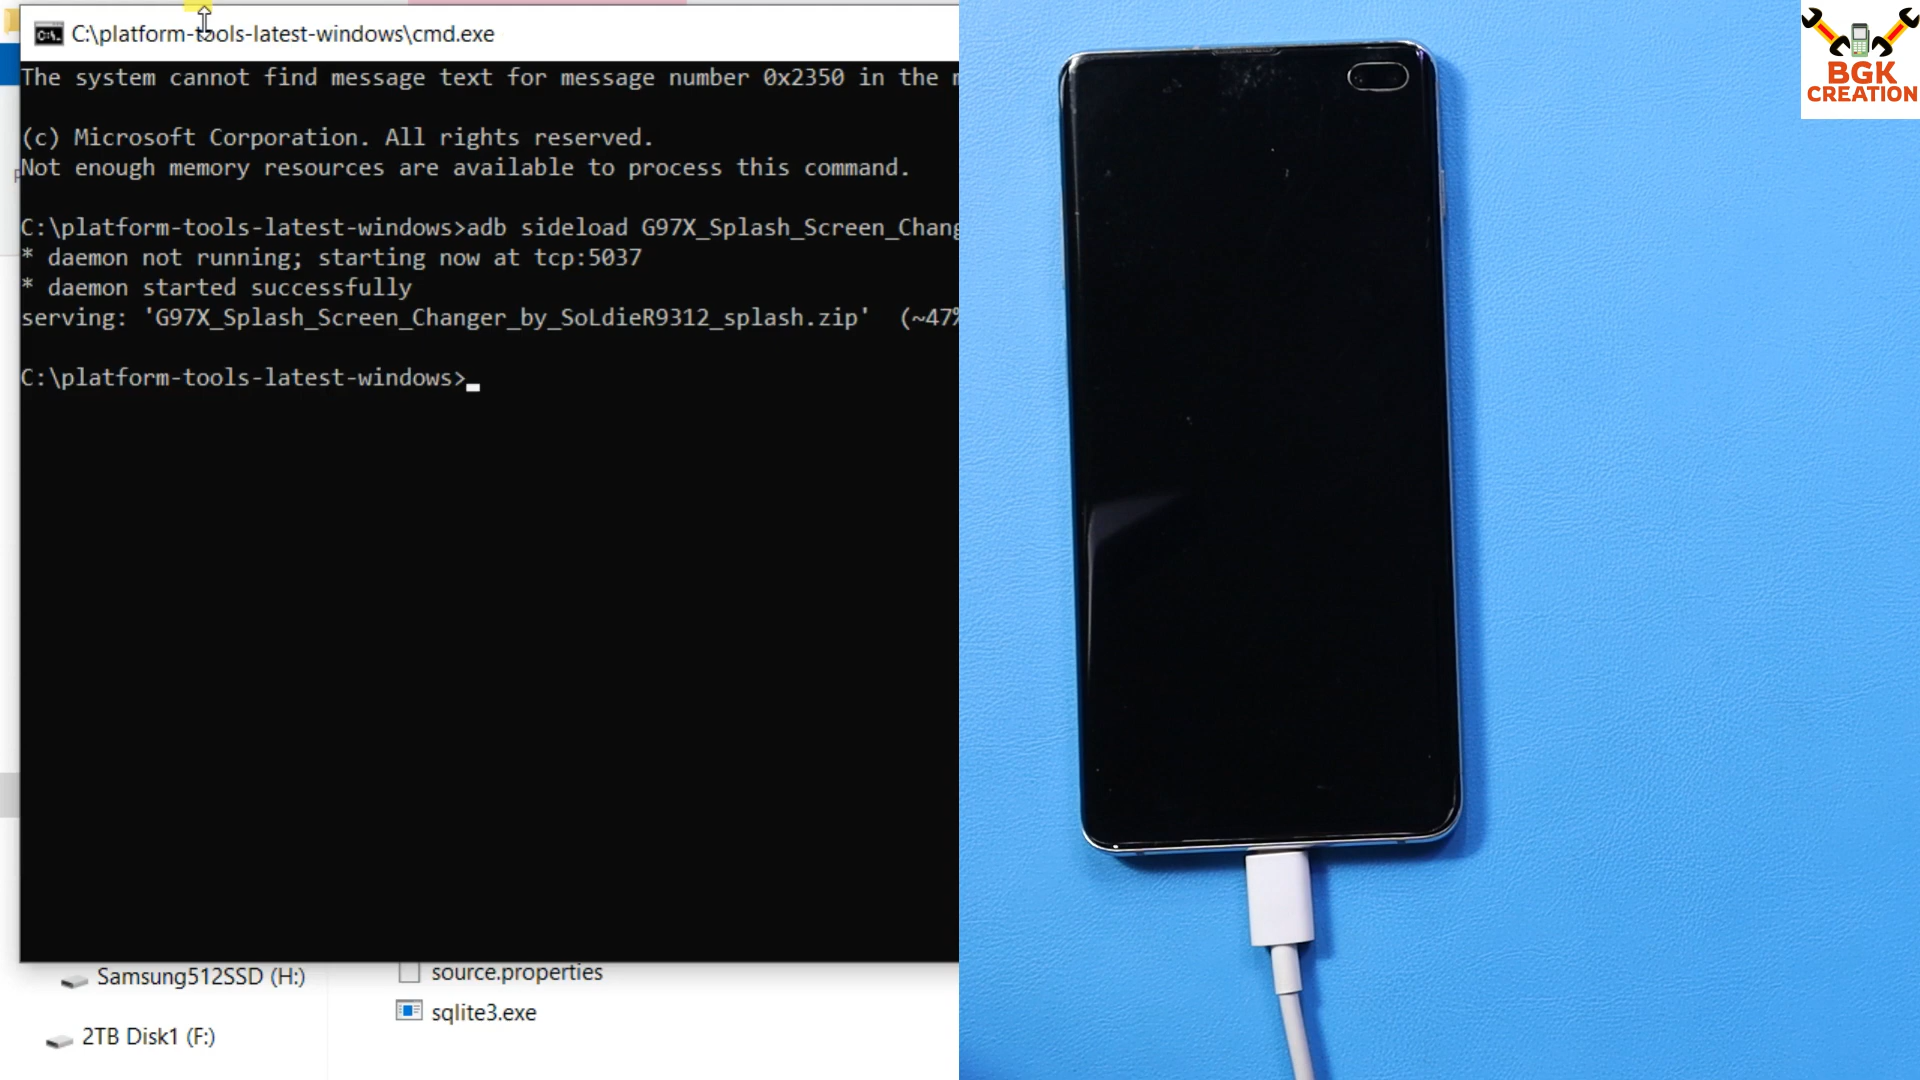 C:\platform-tools-latest-windows\cmd.exe
The system cannot find message text for message number 0x2350 in the
(c) Microsoft Corporation. All rights reserved.
Not enough memory resources are available to process this command.
C:\platform-tools-latest-windows>adb sideload G97X_Splash_Screen_Chang
* daemon not running; starting now at tcp:5037
* daemon started successfully
serving: 'G97X_Splash_Screen_Changer_by_SoLdieR9312_splash.zip' (~47%
C:\platform-tools-latest-windows>
Samsung512SSD (H:)
source.properties
sqlite3.exe
2TB Disk1 (F:)
BGK
CREATION